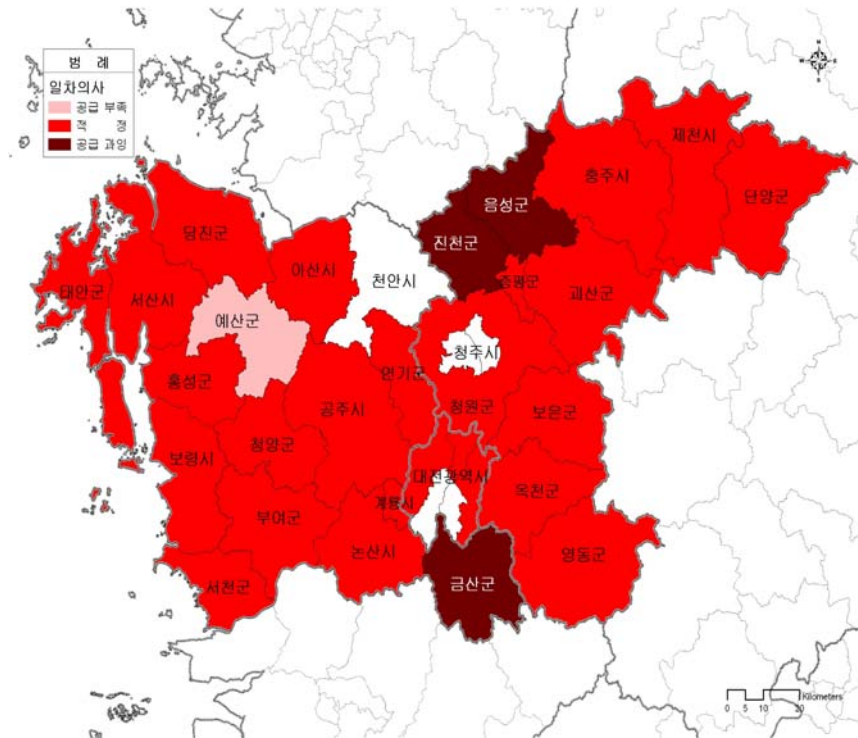 범 례
일차의사
공급 부족
적 정
공급 과잉
N
W
E
S
제천시
충주시
단양군
음성군
진천군
당진군
아산시
천안시
증평군
괴산군
태안군
서산시
예산군
청주시
홍성군
연기군
공주시
청원군
보은군
청양군
보령시
대전광역시
옥천군
계룡시
부여군
논산시
영동군
서천군
금산군
Kilometers
0 5 10 20